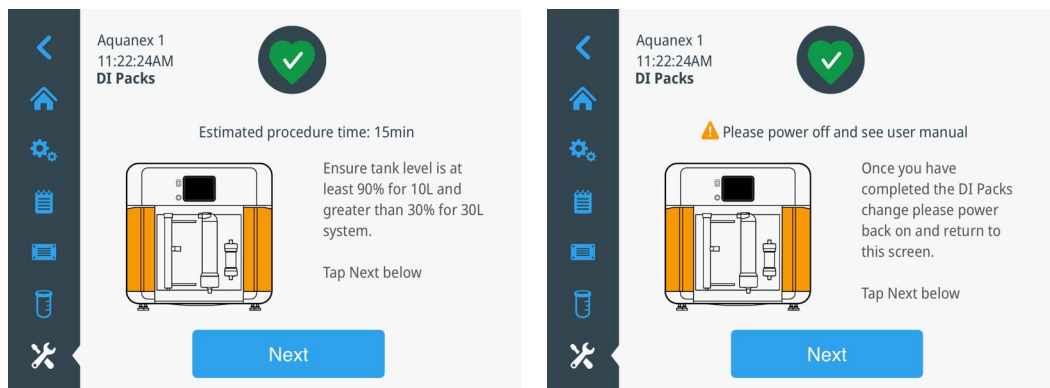 Aquanex 1
11:22:24AM
DI Packs
Estimated procedure time: 15min
Ensure tank level is at
least 90% for 10L and
greater than 30% for 30L
system.
Tap Next below
Next
Aquanex 1
11:22:24AM
DI Packs
Please power off and see user manual
Once you have
completed the DI Packs
change please power
back on and return to
this screen.
Tap Next below
Next